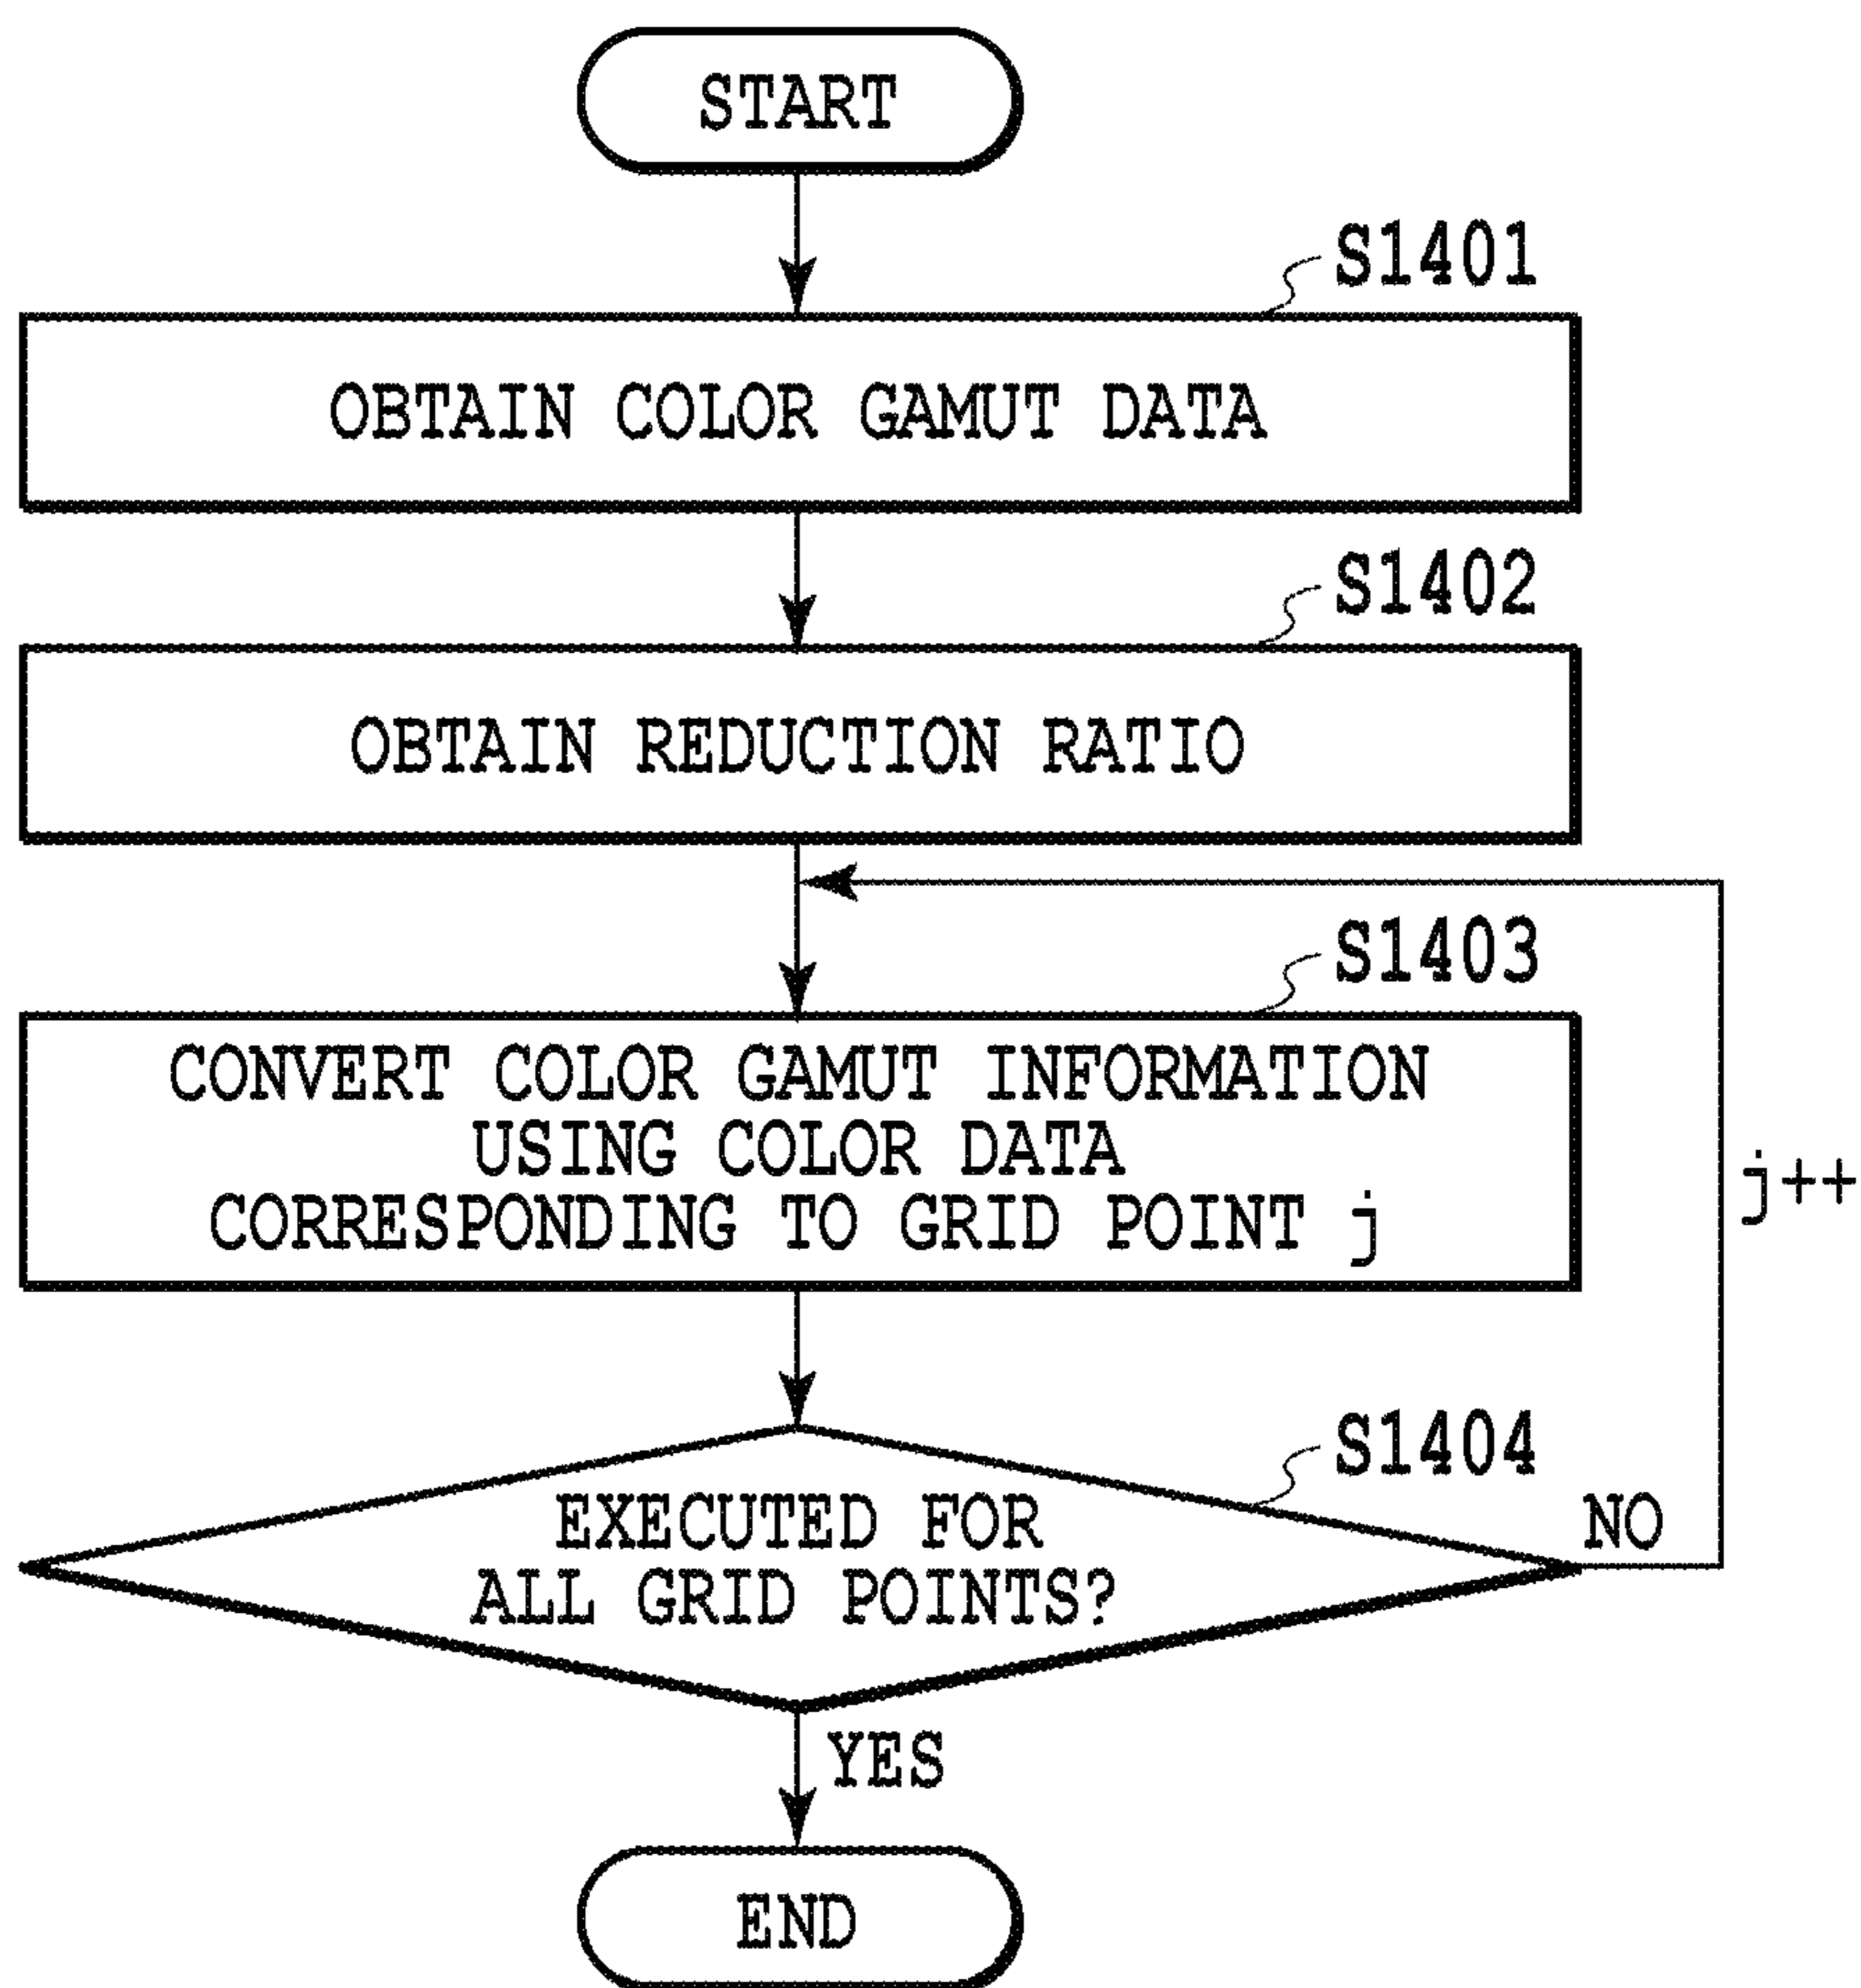 START
S1401
OBTAIN COLOR GAMUT DATA
S1402
OBTAIN REDUCTION RATIO
S1403
CONVERT COLOR GAMUT INFORMATION
USING COLOR DATA
CORRESPONDING TO GRID POINT j
j++
S1404
EXECUTED FOR
ALL GRID POINTS?
NO
YES
END